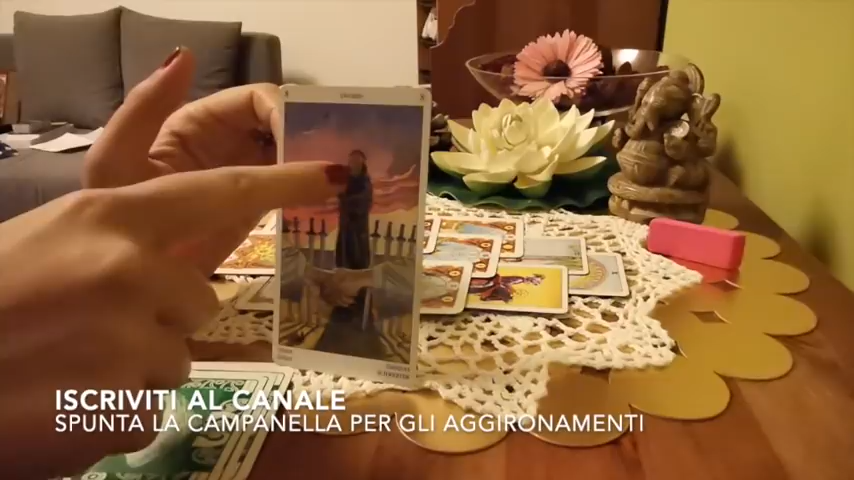 ISCRIVITI AL CANALE
SPUNTA LA CAMPANELLA PER GLI AGGIRONAMENTI